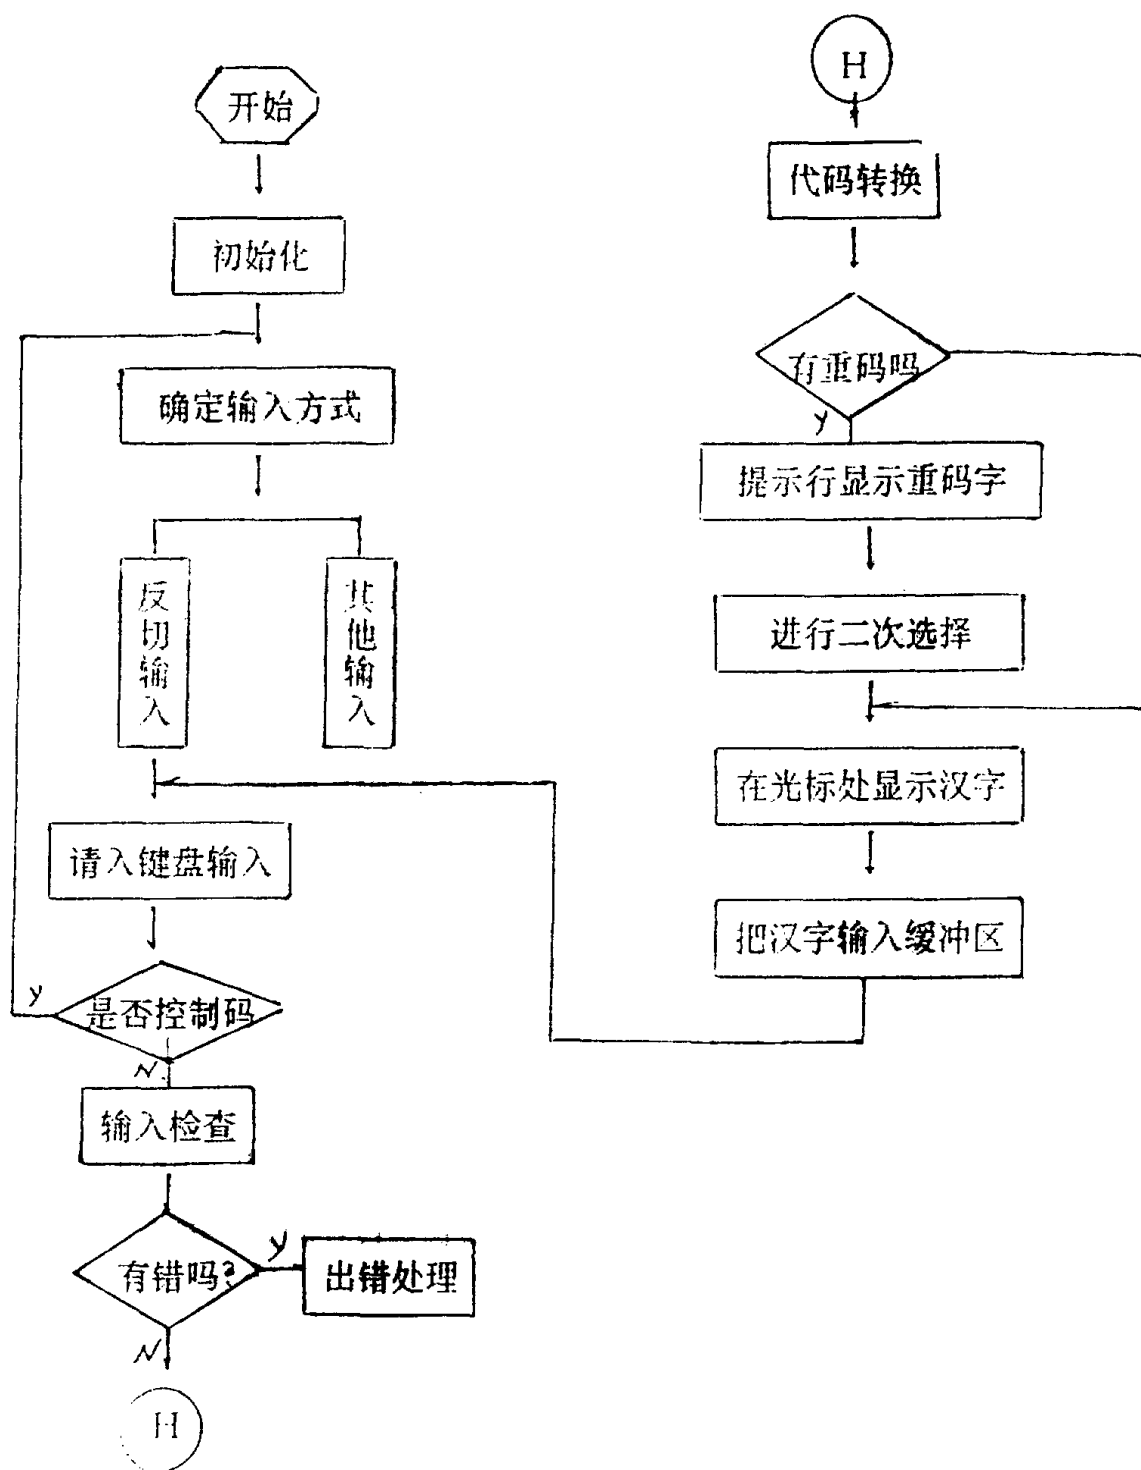 开始
初始化
确定输入方式
反切输入
其他输入
请入键盘输入
y
是否控制码
N
输入检查
有错吗?
y
出错处理
N
H
H
代码转换
有重码吗
y
提示行显示重码字
进行二次选择
在光标处显示汉字
把汉字输入缓冲区